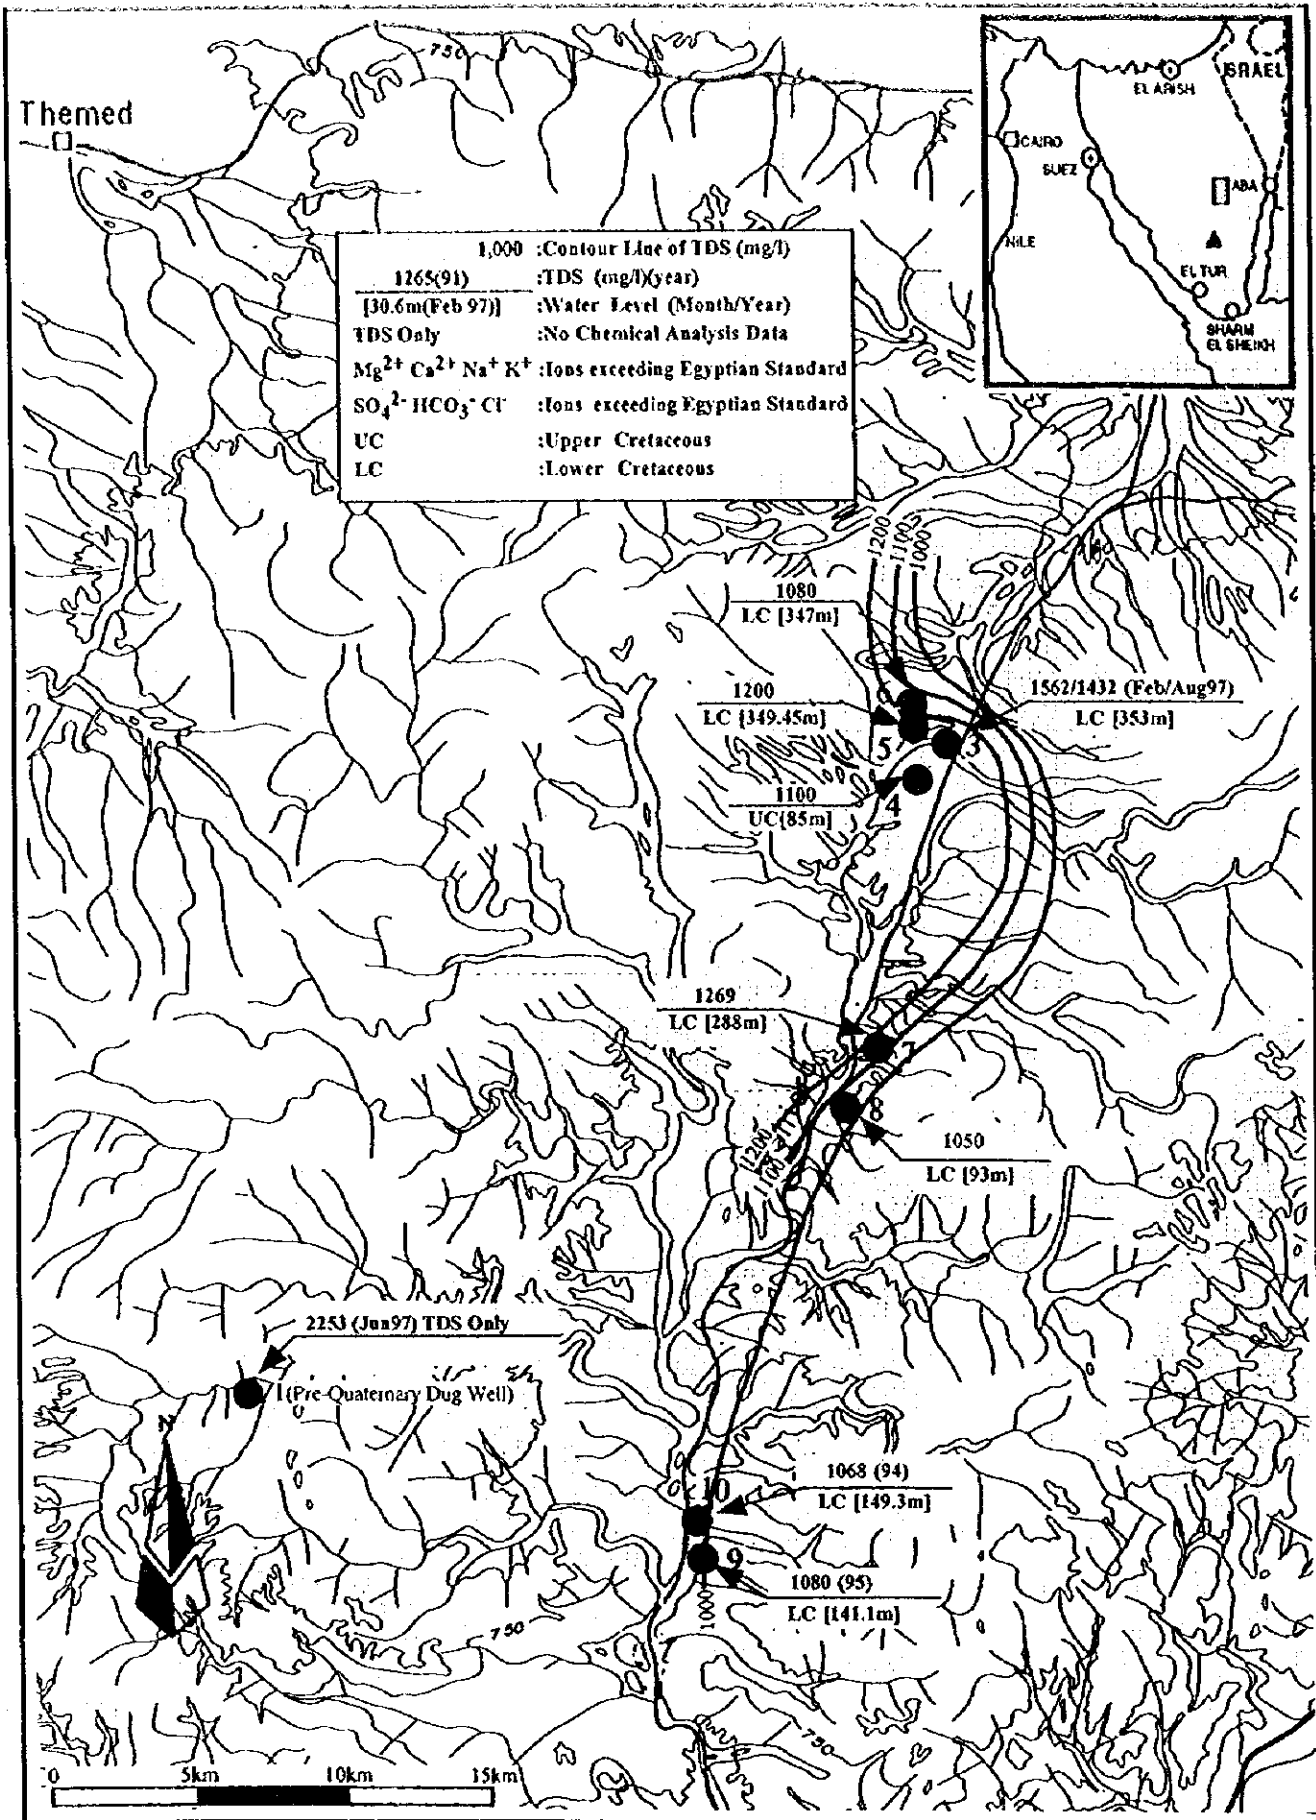 750
Themed
ISRAEL
EL ARISH
CAIRO
SUEZ
ABA
NILE
EL TUR
SHARM
EL SHEIKH
1,000 :Contour Line of TDS (mg/l)
1265(91) :TDS (mg/l)(year)
[30.6m(Feb 97)] :Water Level (Month/Year)
TDS Only :No Chemical Analysis Data
Mg²⁺ Ca²⁺ Na⁺ K⁺ :Ions exceeding Egyptian Standard
SO₄²⁻ HCO₃⁻ Cl⁻ :Ions exceeding Egyptian Standard
UC :Upper Cretaceous
LC :Lower Cretaceous
1200
1100
1000
1080
LC [347m]
1200
LC [349.45m]
1562/1432 (Feb/Aug97)
LC [353m]
5
3
4
1100
UC[85m]
1269
LC [288m]
7
8
1200
1100
1050
LC [93m]
2253 (Jun97) TDS Only
1 (Pre-Quaternary Dug Well)
N
10
1068 (94)
LC [149.3m]
9
1080 (95)
LC [141.1m]
1000
750
750
0 5km 10km 15km